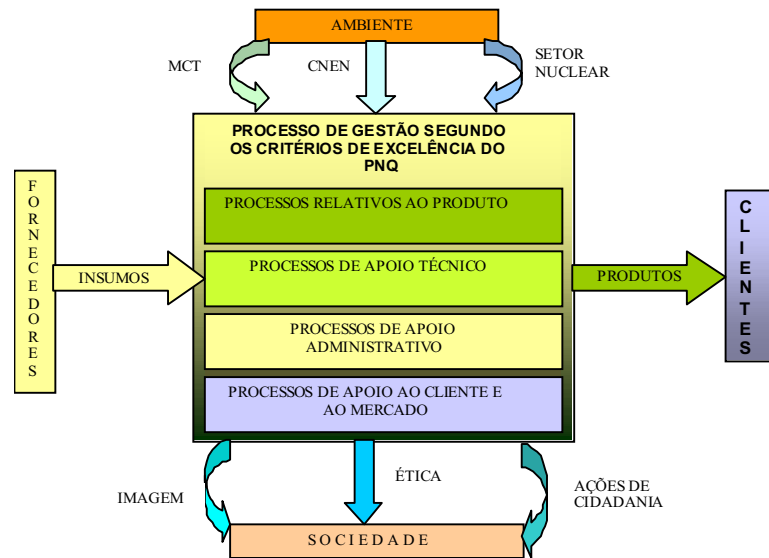 AMBIENTE
MCT
CNEN
SETOR
NUCLEAR
PROCESSO DE GESTÃO SEGUNDO
OS CRITÉRIOS DE EXCELÊNCIA DO
PNQ
FORNECEDORES
INSUMOS
PROCESSOS RELATIVOS AO PRODUTO
PROCESSOS DE APOIO TÉCNICO
PROCESSOS DE APOIO
ADMINISTRATIVO
PROCESSOS DE APOIO AO CLIENTE E
AO MERCADO
PRODUTOS
CLIENTES
IMAGEM
ÉTICA
AÇÕES DE
CIDADANIA
SOCIEDADE